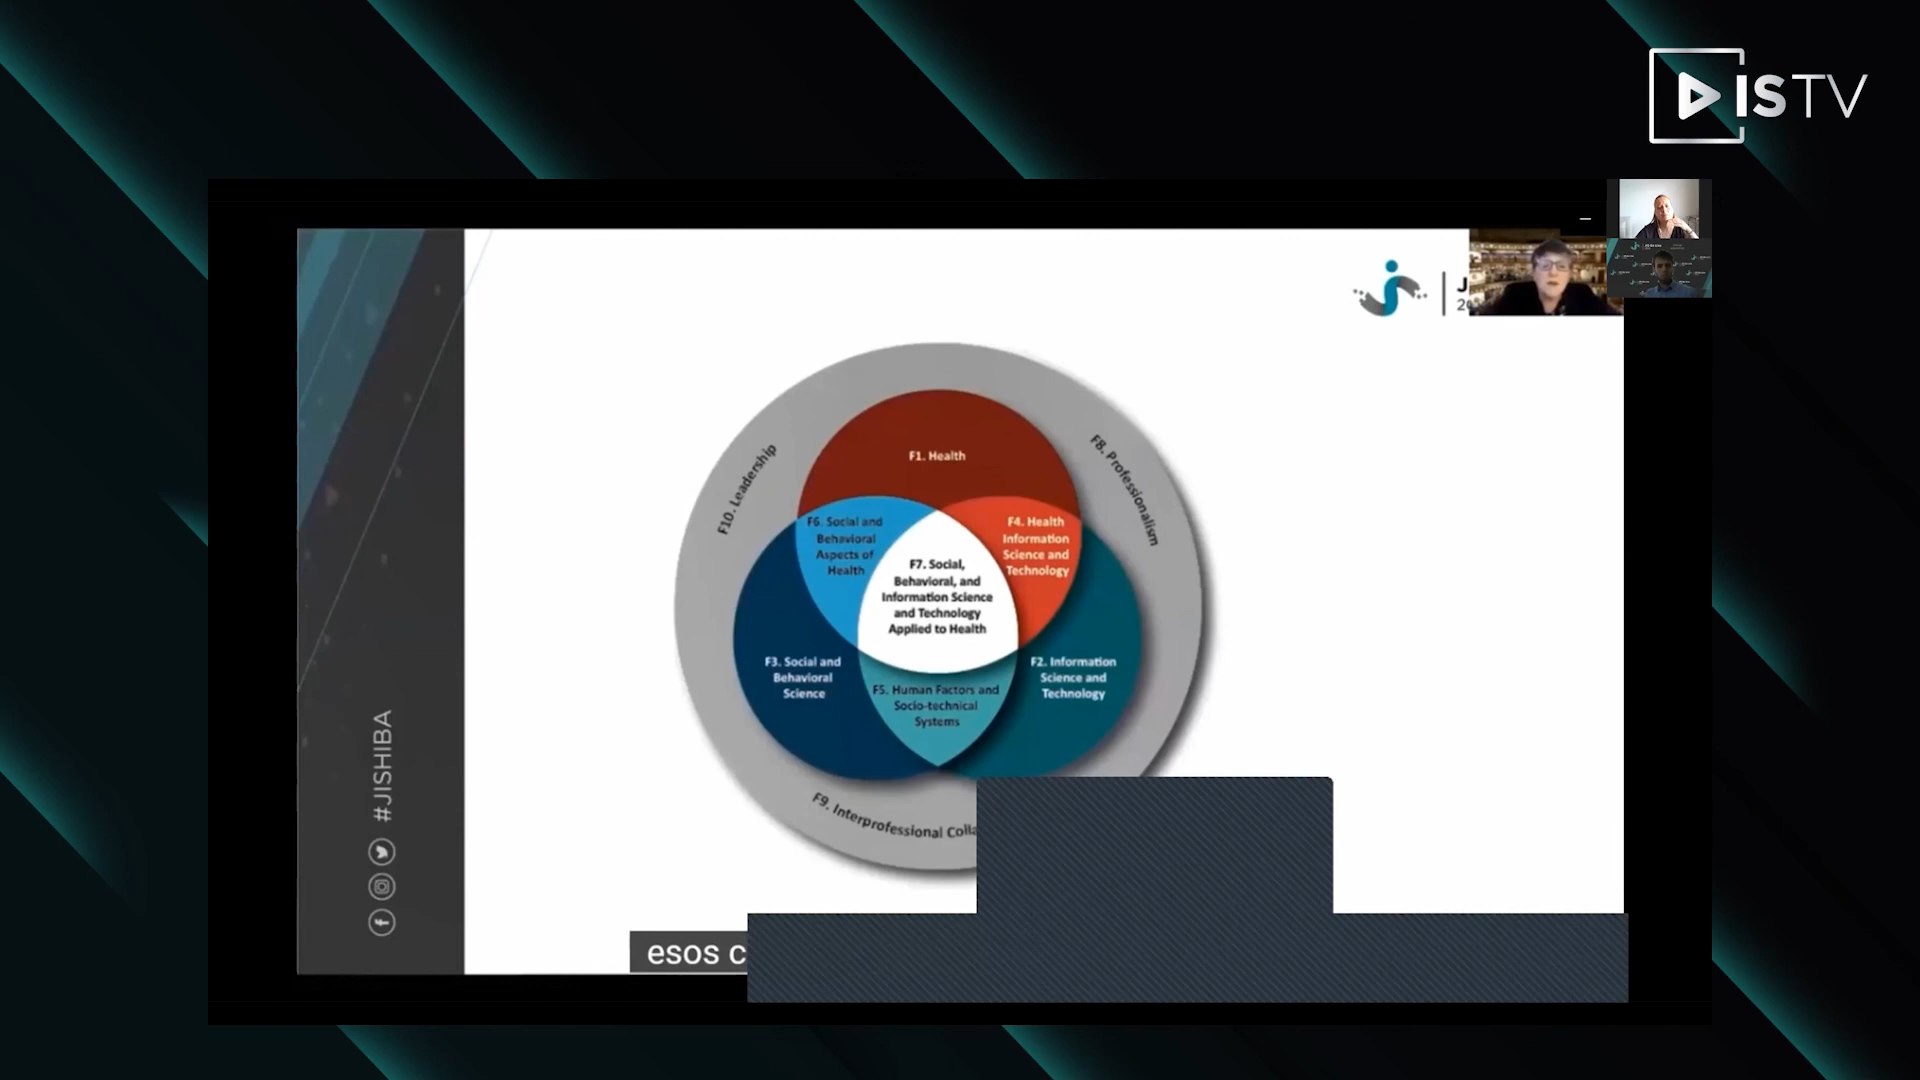 ISTV
J
20
F10. Leadership
F8. Professionalism
F1. Health
F6. Social and
Behavioral
Aspects of
Health
F4. Health
Information
Science and
Technology
F7. Social,
Behavioral, and
Information Science
and Technology
Applied to Health
F3. Social and
Behavioral
Science
F2. Information
Science and
Technology
F5. Human Factors and
Socio-technical
Systems
F9. Interprofessional
#JISHIBA
esos